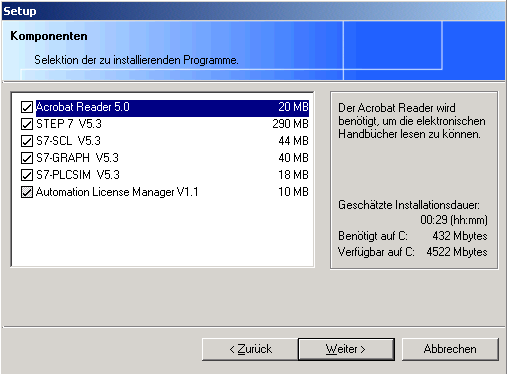 Setup
Komponenten
Selektion der zu installierenden Programme.
Acrobat Reader 5.0 20 MB
STEP 7 V5.3 290 MB
S7-SCL V5.3 44 MB
S7-GRAPH V5.3 40 MB
S7-PLCSIM V5.3 18 MB
Automation License Manager V1.1 10 MB
Der Acrobat Reader wird
benötigt, um die elektronischen
Handbücher lesen zu können.
Geschätzte Installationsdauer:
00:29 (hh:mm)
Benötigt auf C: 432 Mbytes
Verfügbar auf C: 4522 Mbytes
< Zurück Weiter > Abbrechen